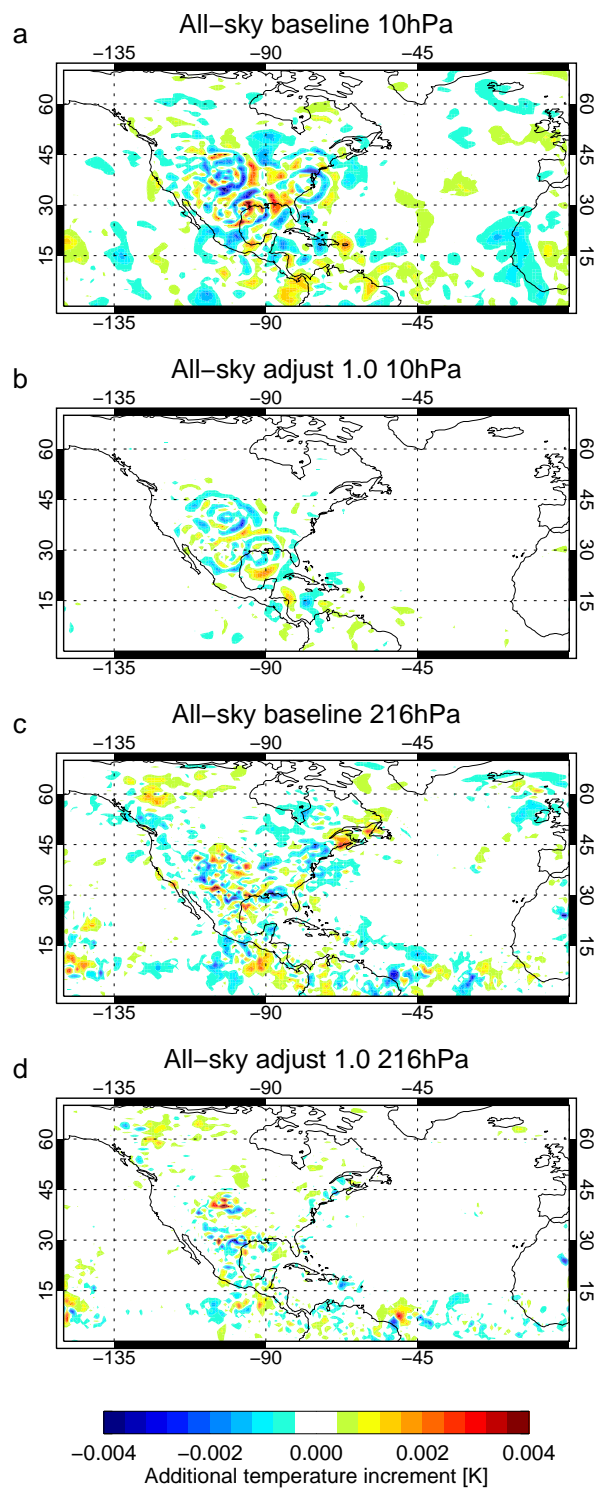 a
All−sky baseline 10hPa
−135 −90 −45
60 60
45 45
30 30
15 15
−135 −90 −45
b
All−sky adjust 1.0 10hPa
−135 −90 −45
60 60
45 45
30 30
15 15
−135 −90 −45
c
All−sky baseline 216hPa
−135 −90 −45
60 60
45 45
30 30
15 15
−135 −90 −45
d
All−sky adjust 1.0 216hPa
−135 −90 −45
60 60
45 45
30 30
15 15
−135 −90 −45
−0.004 −0.002 0.000 0.002 0.004
Additional temperature increment [K]